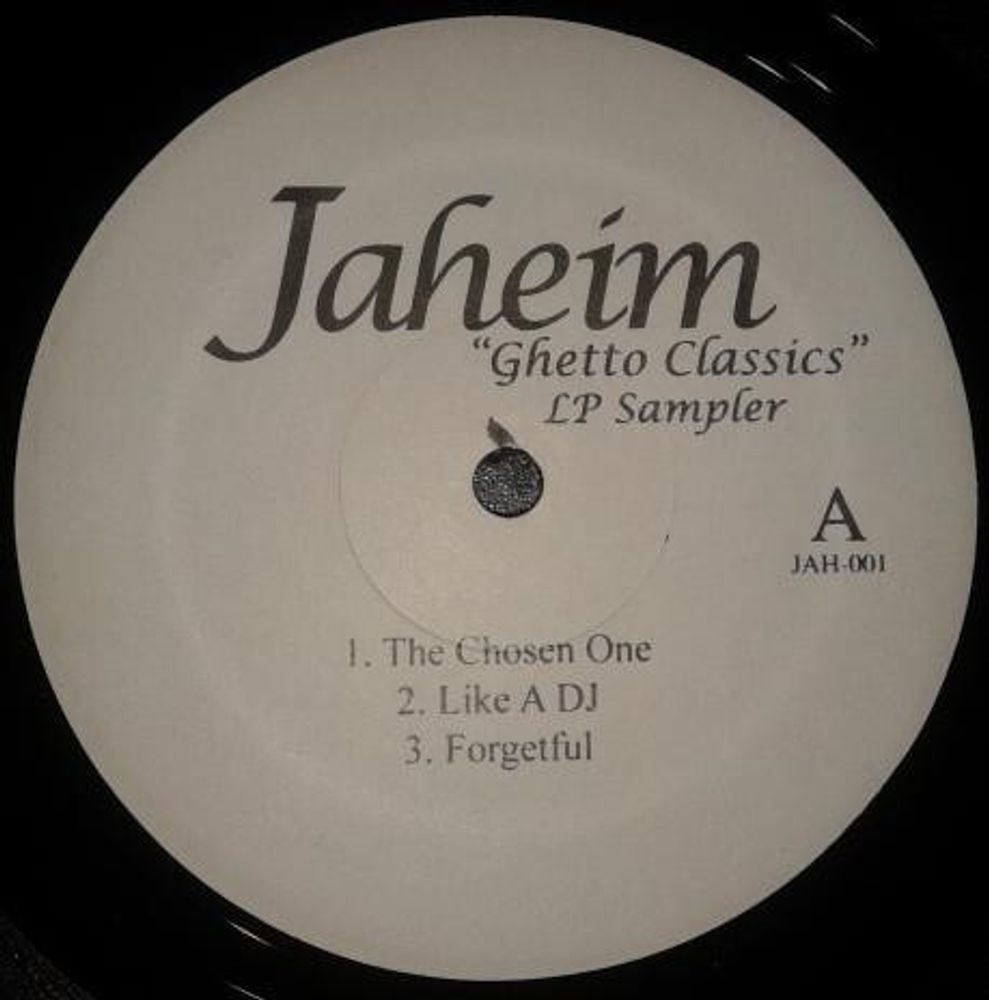 Jaheim
“Ghetto Classics”
LP Sampler
A
JAH-001
1. The Chosen One
2. Like A DJ
3. Forgetful